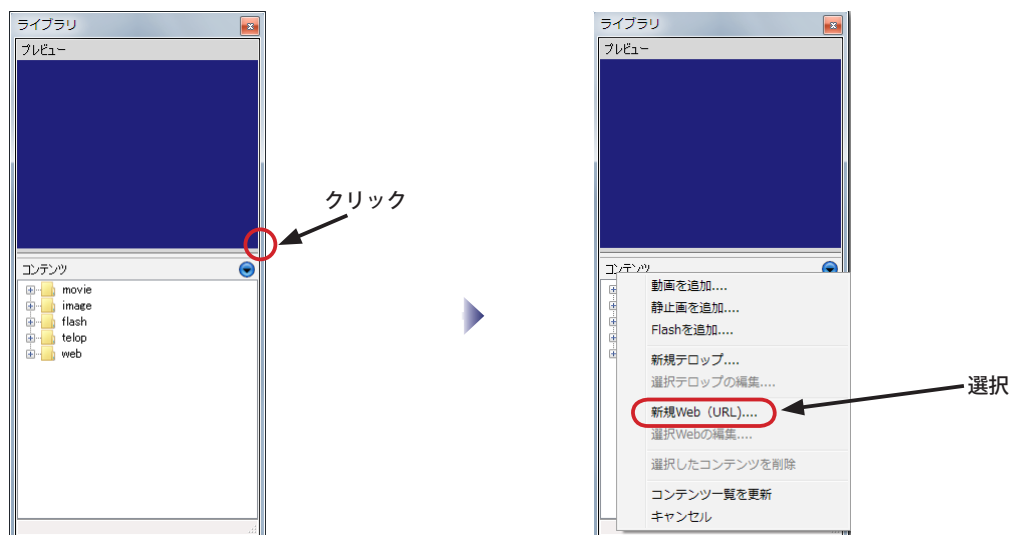 ライブラリ
プレビュー
コンテンツ
movie
image
flash
telop
web
クリック
ライブラリ
プレビュー
コンテンツ
動画を追加....
静止画を追加....
Flashを追加....
新規テロップ....
選択テロップの編集....
新規Web（URL)....
選択Webの編集....
選択したコンテンツを削除
コンテンツ一覧を更新
キャンセル
選択